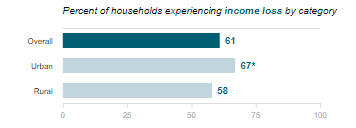 Percent of households experiencing income loss by category
Overall 61
Urban 67*
Rural 58
0 25 50 75 100